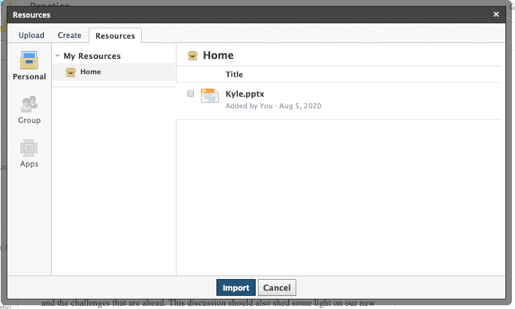 Practice
Resources
Upload Create Resources
Personal
Group
Apps
My Resources
Home
Home
Title
Kyle.pptx
Added by You - Aug 5, 2020
Import Cancel
and the challenges that are ahead. This discussion should also shed some light on our new